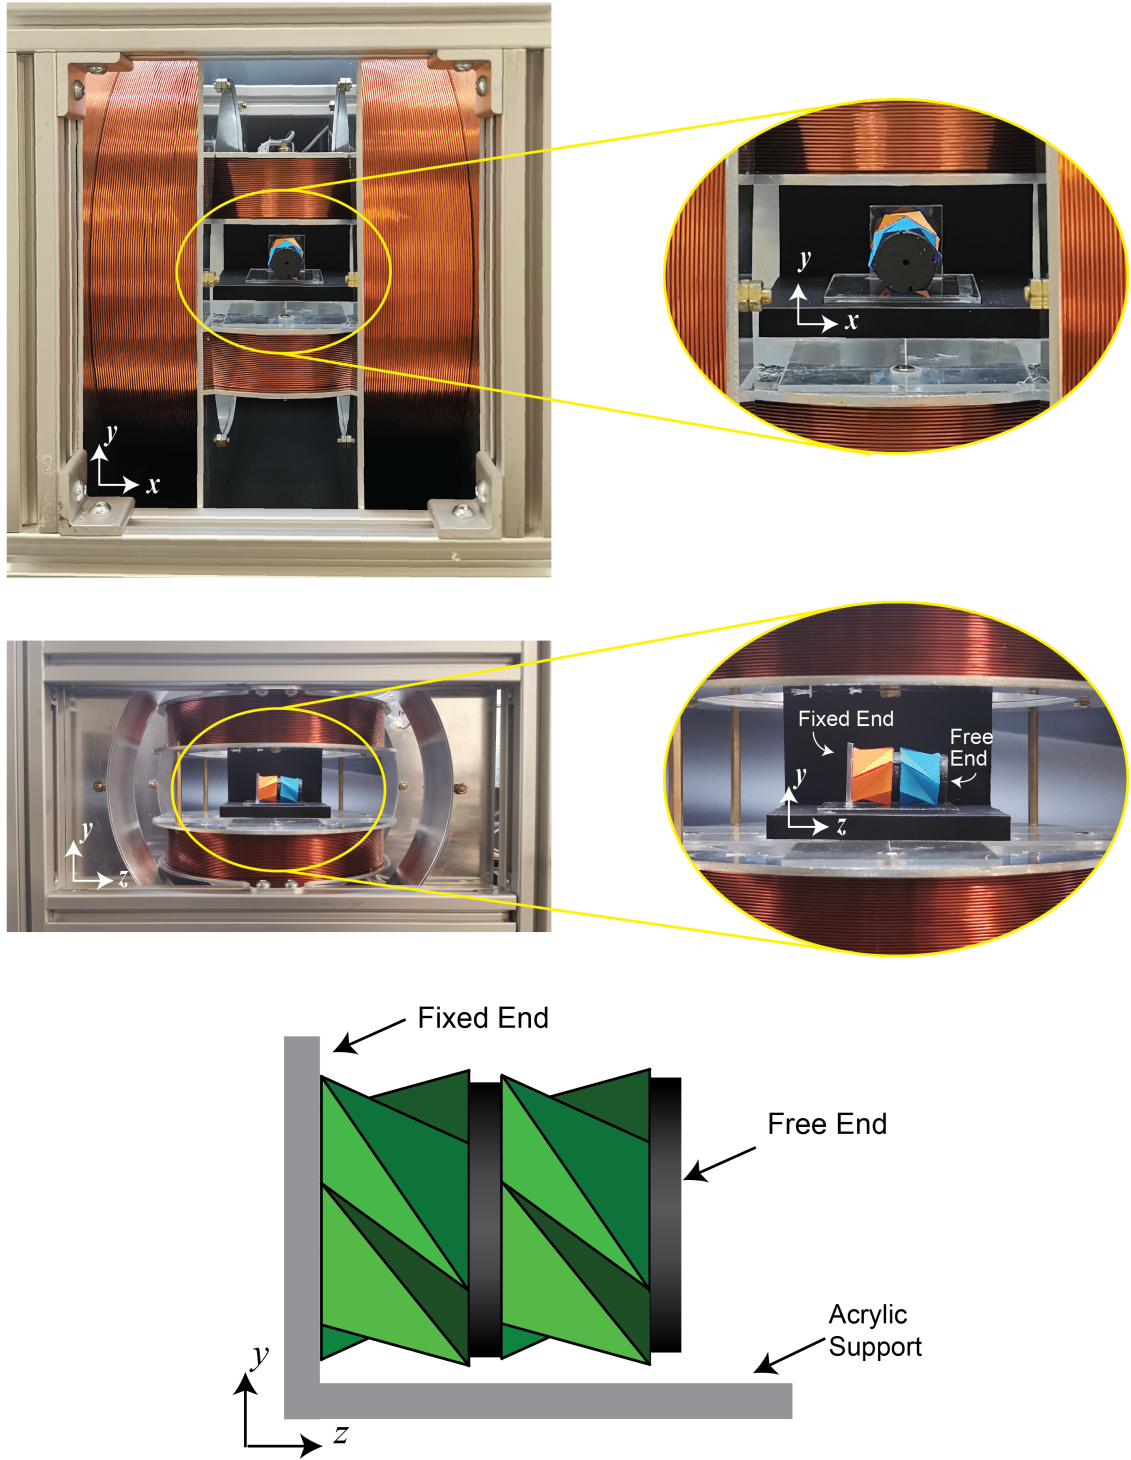 y
x
y
x
Fixed End
Free
End
y
z
y
z
Fixed End
Free End
Acrylic
Support
y
z